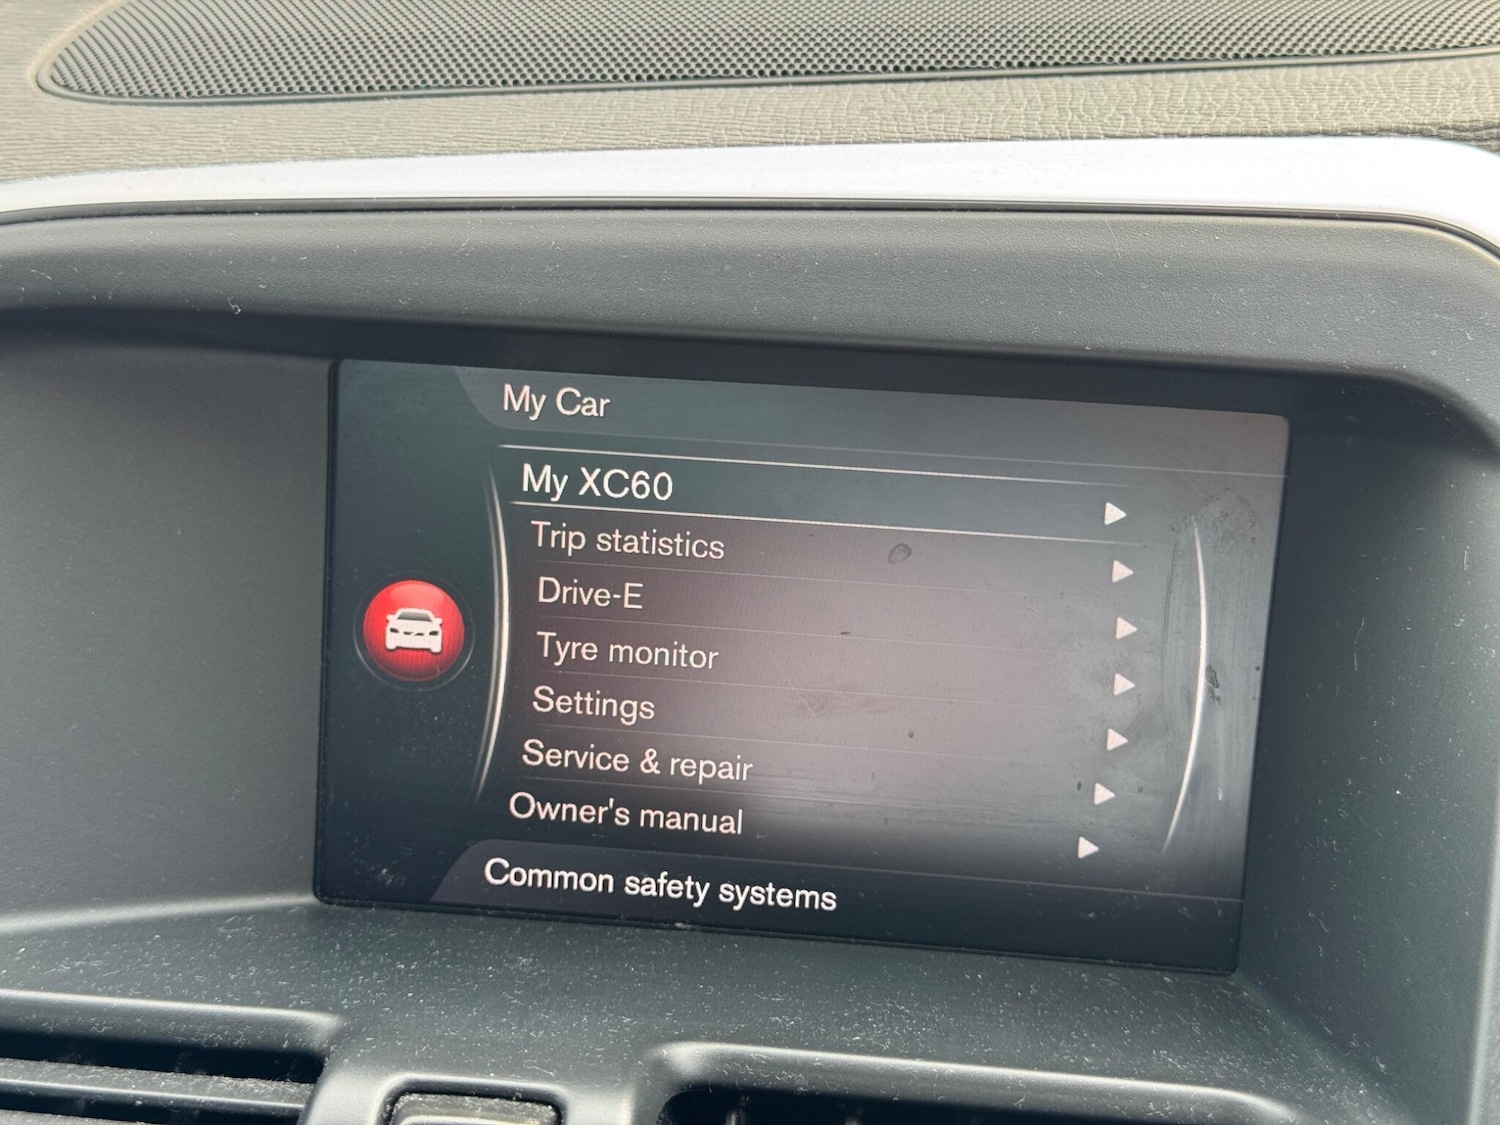 My Car
My XC60
Trip statistics
Drive-E
Tyre monitor
Settings
Service & repair
Owner's manual
Common safety systems